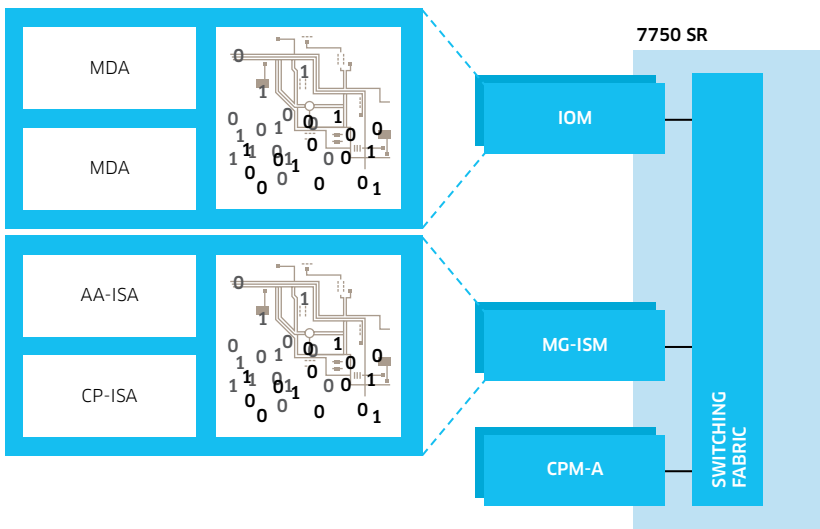 7750 SR
MDA
MDA
IOM
AA-ISA
CP-ISA
MG-ISM
CPM-A
SWITCHING
FABRIC